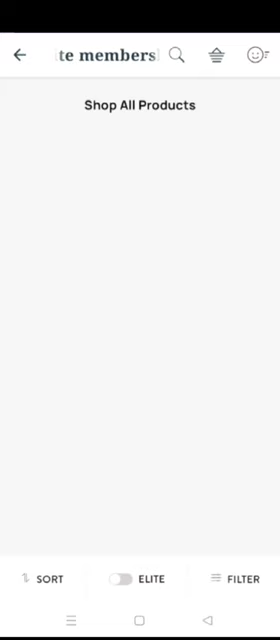 te members
Shop All Products
SORT
ELITE
FILTER